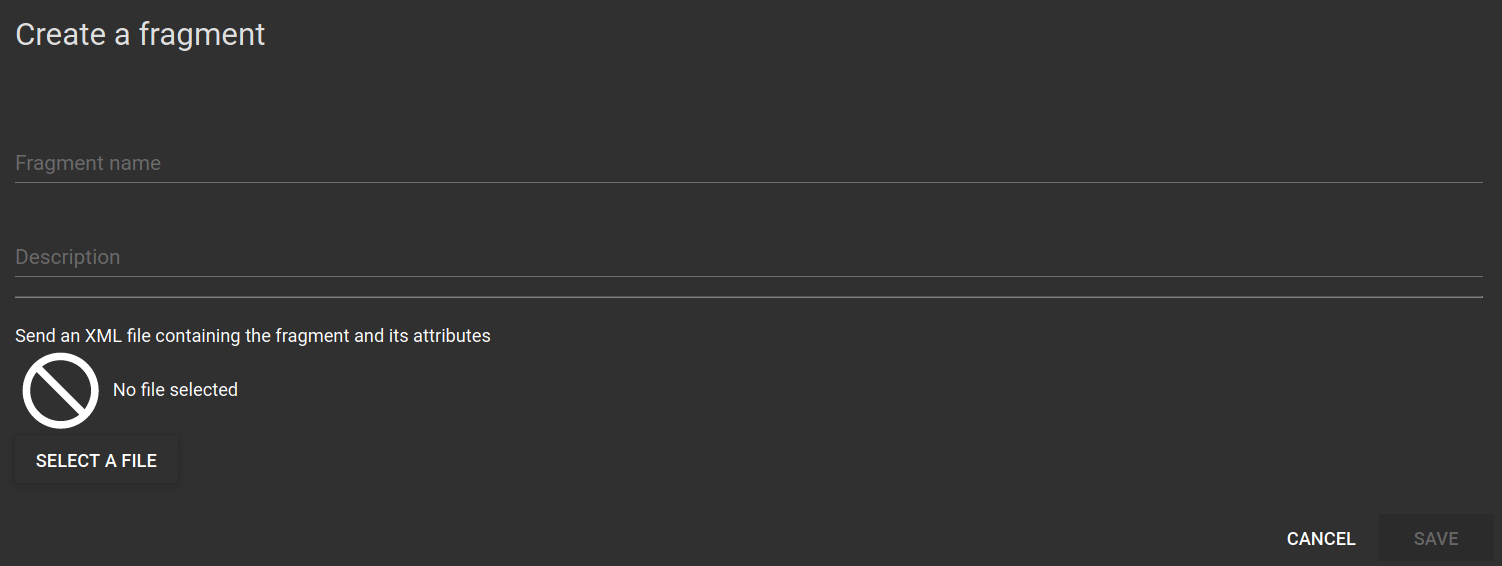 Create a fragment
Fragment name
Description
Send an XML file containing the fragment and its attributes
No file selected
SELECT A FILE
CANCEL SAVE